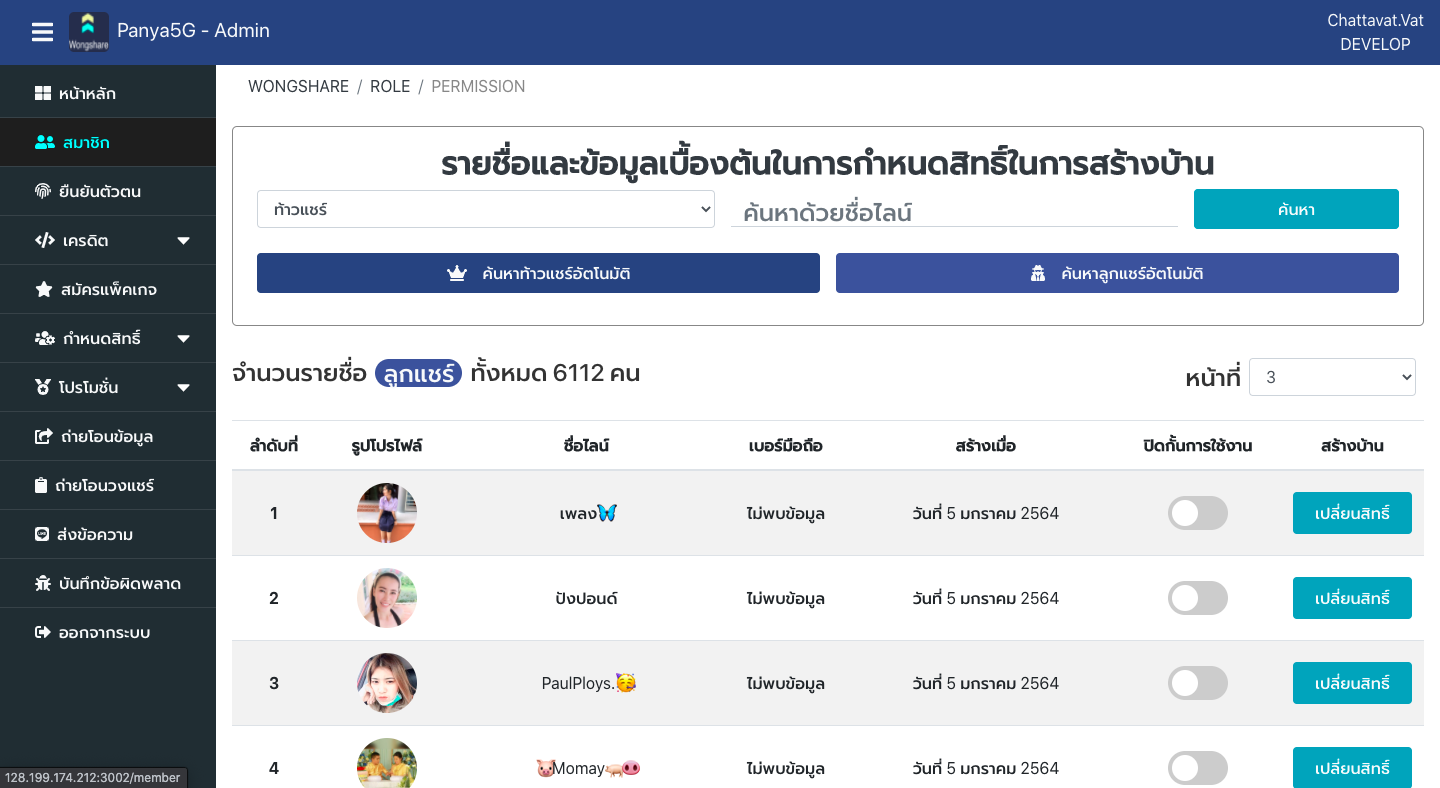 Wongshare
Panya5G - Admin
Chattavat.Vat
DEVELOP
หน้าหลัก
สมาชิก
ยืนยันตัวตน
เครดิต
สมัครแพ็คเกจ
กำหนดสิทธิ์
โปรโมชั่น
ถ่ายโอนข้อมูล
ถ่ายโอนวงแชร์
ส่งข้อความ
บันทึกข้อผิดพลาด
ออกจากระบบ
WONGSHARE / ROLE / PERMISSION
รายชื่อและข้อมูลเบื้องต้นในการกำหนดสิทธิ์ในการสร้างบ้าน
ท้าวแชร์ ค้นหาด้วยชื่อไลน์ ค้นหา
ค้นหาท้าวแชร์อัตโนมัติ ค้นหาลูกแชร์อัตโนมัติ
จำนวนรายชื่อ ลูกแชร์ ทั้งหมด 6112 คน หน้าที่ 3
ลำดับที่ รูปโปรไฟล์ ชื่อไลน์ เบอร์มือถือ สร้างเมื่อ ปิดกั้นการใช้งาน สร้างบ้าน
1 เพลง🦋 ไม่พบข้อมูล วันที่ 5 มกราคม 2564 เปลี่ยนสิทธิ์
2 ปังปอนด์ ไม่พบข้อมูล วันที่ 5 มกราคม 2564 เปลี่ยนสิทธิ์
3 PaulPloys.🥳 ไม่พบข้อมูล วันที่ 5 มกราคม 2564 เปลี่ยนสิทธิ์
4 🐷Momay🐖🐽 ไม่พบข้อมูล วันที่ 5 มกราคม 2564 เปลี่ยนสิทธิ์
128.199.174.212:3002/member